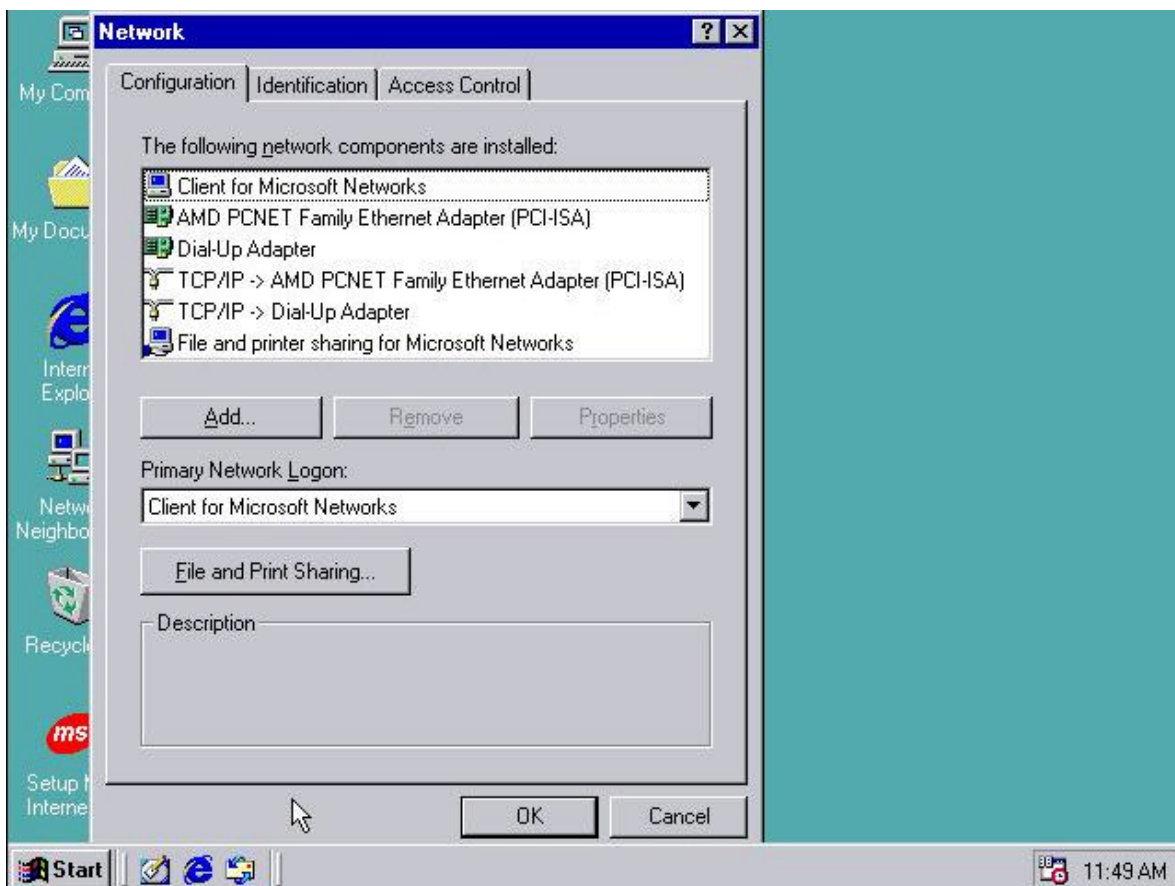 Network
My Com
My Docu
Intern
Explo
Netwo
Neighbo
Recycl
ms
Setup
Interne
Configuration
Identification
Access Control
The following network components are installed:
Client for Microsoft Networks
AMD PCNET Family Ethernet Adapter (PCI-ISA)
Dial-Up Adapter
TCP/IP -> AMD PCNET Family Ethernet Adapter (PCI-ISA)
TCP/IP -> Dial-Up Adapter
File and printer sharing for Microsoft Networks
Add...
Remove
Properties
Primary Network Logon:
Client for Microsoft Networks
File and Print Sharing...
Description
OK
Cancel
Start
11:49 AM